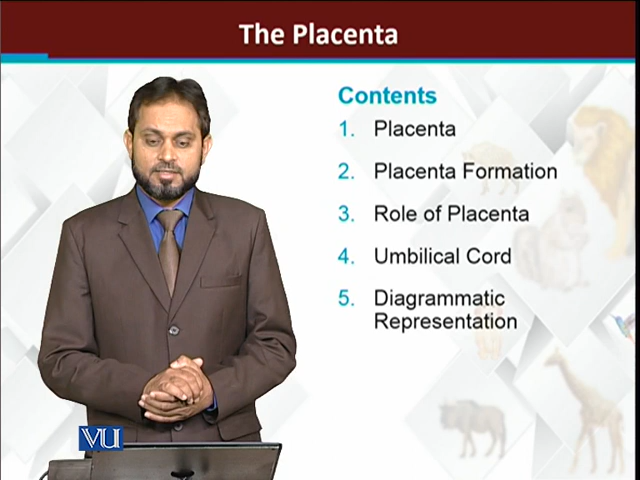 The Placenta
Contents
1. Placenta
2. Placenta Formation
3. Role of Placenta
4. Umbilical Cord
5. Diagrammatic
Representation
VU